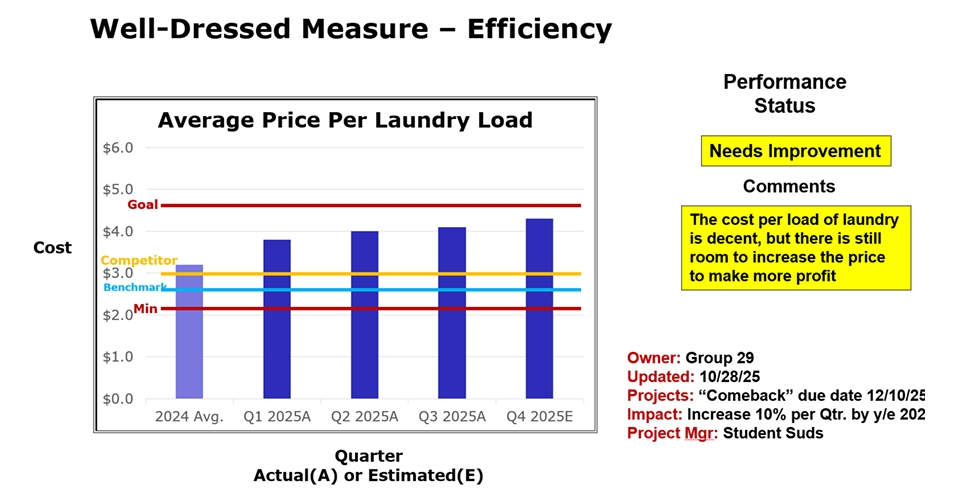 Well-Dressed Measure – Efficiency
Performance
Status
Needs Improvement
Comments
The cost per load of laundry
is decent, but there is still
room to increase the price
to make more profit
Average Price Per Laundry Load
$6.0
$5.0
Goal
$4.0
Cost
Competitor
$3.0
Benchmark
Min
$2.0
$1.0
$0.0
2024 Avg.
Q1 2025A
Q2 2025A
Q3 2025A
Q4 2025E
Quarter
Actual(A) or Estimated(E)
Owner: Group 29
Updated: 10/28/25
Projects: “Comeback” due date 12/10/25
Impact: Increase 10% per Qtr. by y/e 202
Project Mgr: Student Suds